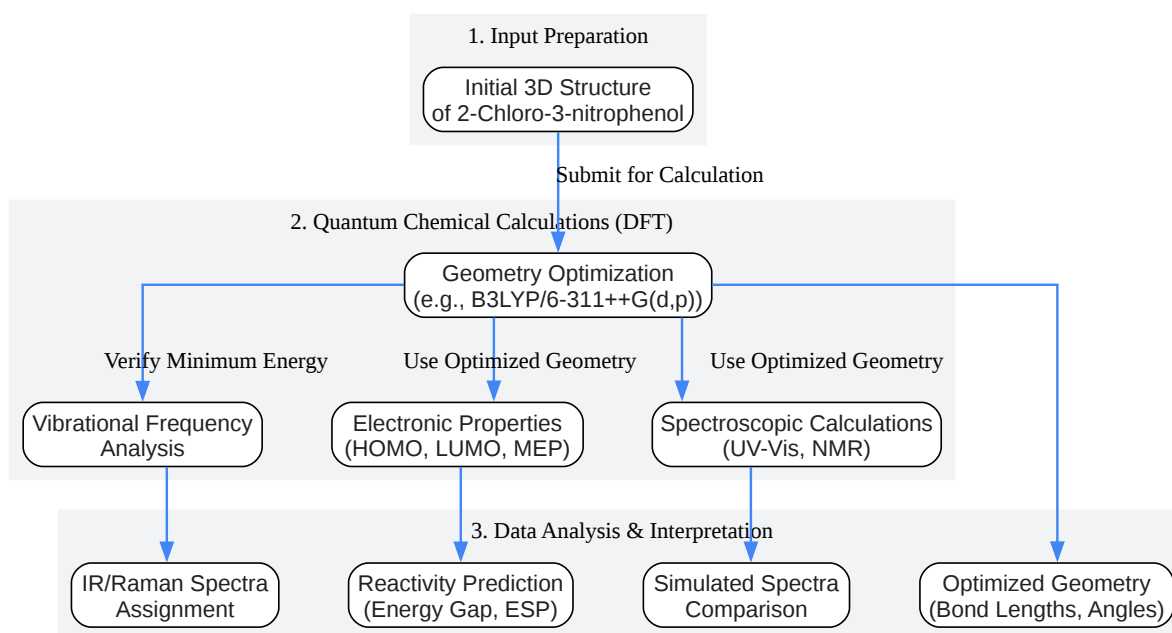 1. Input Preparation
Initial 3D Structure
of 2-Chloro-3-nitrophenol
Submit for Calculation
2. Quantum Chemical Calculations (DFT)
Geometry Optimization
(e.g., B3LYP/6-311++G(d,p))
Verify Minimum Energy
Use Optimized Geometry
Use Optimized Geometry
Vibrational Frequency
Analysis
Electronic Properties
(HOMO, LUMO, MEP)
Spectroscopic Calculations
(UV-Vis, NMR)
3. Data Analysis & Interpretation
IR/Raman Spectra
Assignment
Reactivity Prediction
(Energy Gap, ESP)
Simulated Spectra
Comparison
Optimized Geometry
(Bond Lengths, Angles)